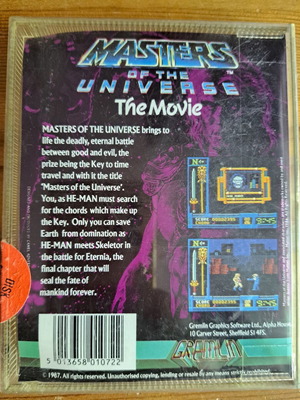 MASTERS
OF THE
UNIVERSE
TM
The Movie
MASTERS OF THE UNIVERSE brings to
life the deadly, eternal battle
between good and evil, the
prize being the Key to time
travel and with it the title
"Masters of the Universe".
You, as HE-MAN must search
for the chords which make up
the Key. Only you can save
Earth from domination as
HE-MAN meets Skeletor in
the battle for Eternia, the
final chapter that will
seal the fate of
mankind forever.
Gremlin Graphics Software Ltd., Alpha House,
10 Carver Street, Sheffield S1 4FS.
GREMLIN
5 013658 010722
© 1987. All rights reserved. Unauthorised copying, lending or resale by any means strictly prohibited.